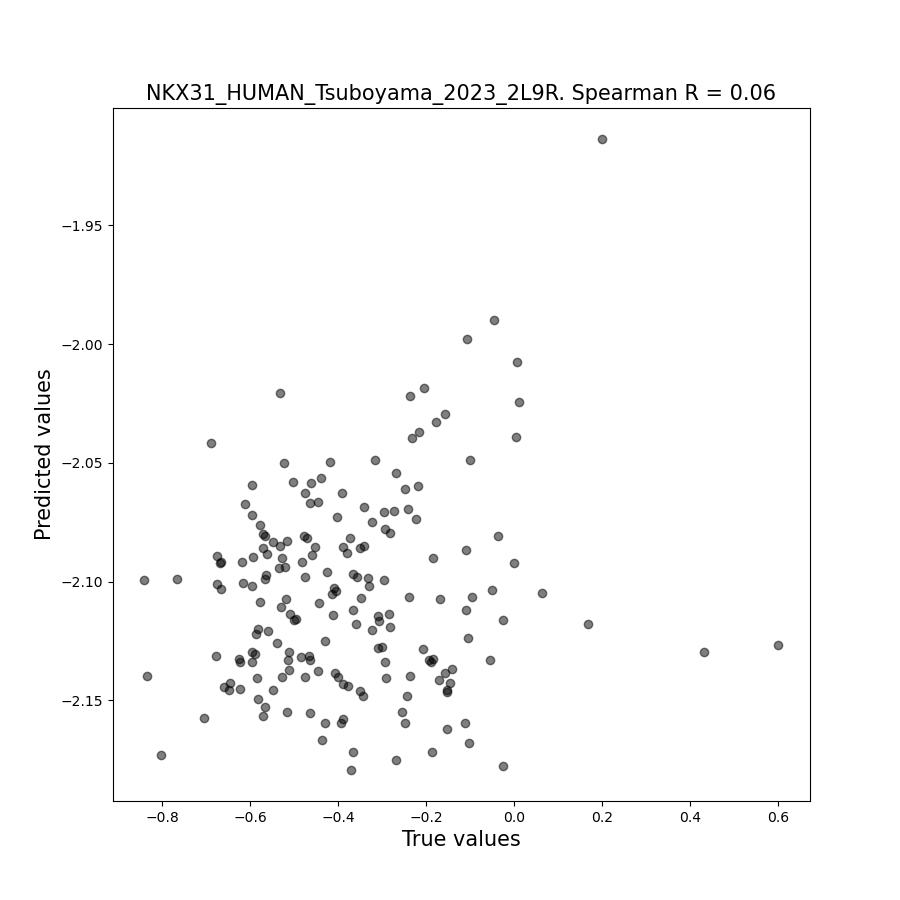 NKX31_HUMAN_Tsuboyama_2023_2L9R. Spearman R = 0.06
−1.95
−2.00
−2.05
−2.10
−2.15
Predicted values
−0.8 −0.6 −0.4 −0.2 0.0 0.2 0.4 0.6
True values